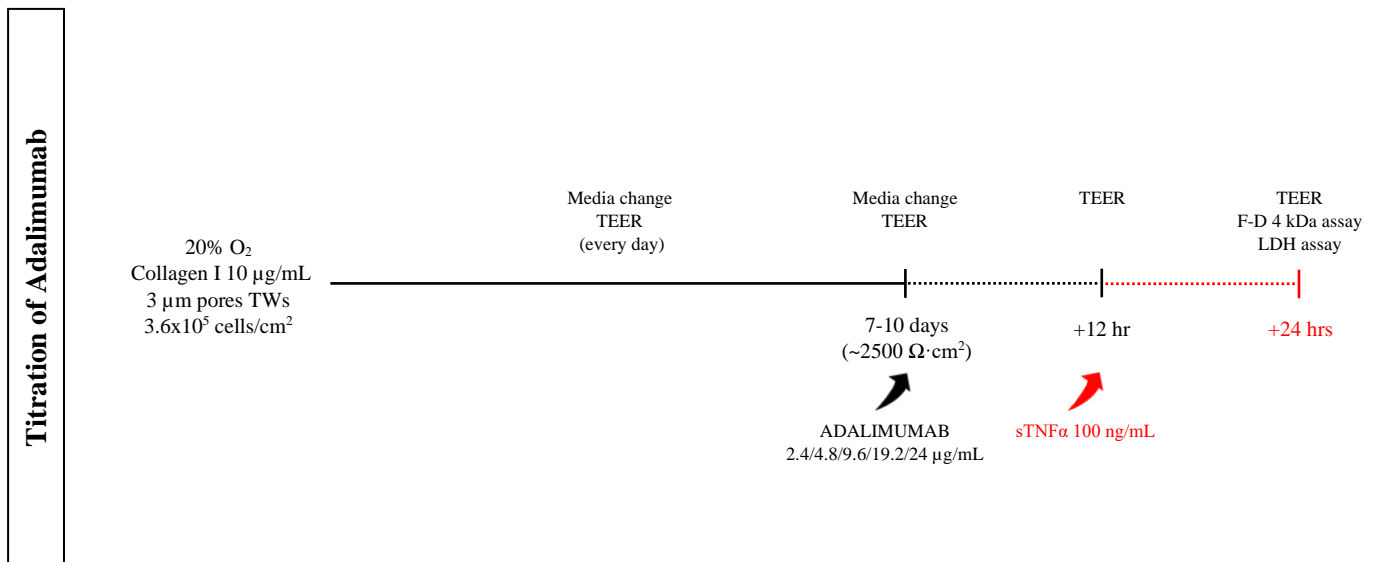 Titration of Adalimumab
20% O₂
Collagen I 10 µg/mL
3 µm pores TWs
3.6x10⁵ cells/cm²
Media change
TEER
(every day)
Media change
TEER
7-10 days
(~2500 Ω·cm²)
ADALIMUMAB
2.4/4.8/9.6/19.2/24 µg/mL
TEER
+12 hr
sTNFα 100 ng/mL
TEER
F-D 4 kDa assay
LDH assay
+24 hrs